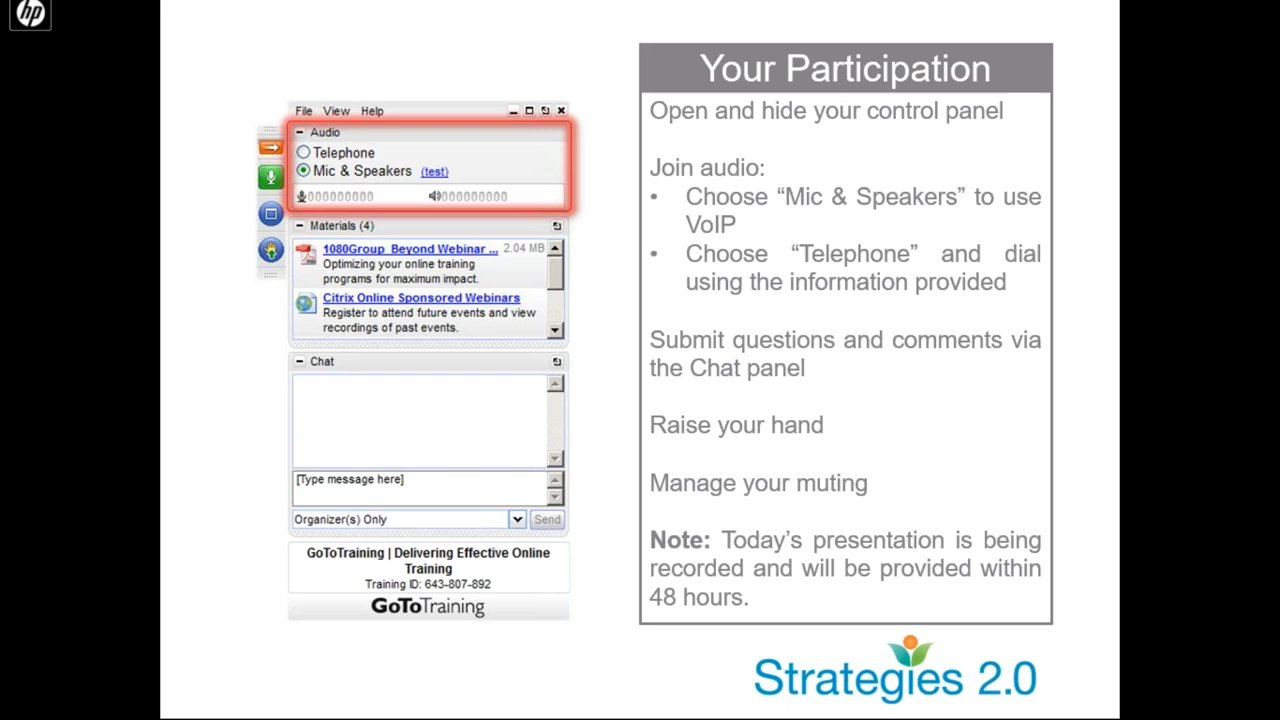 hp
File View Help
Audio
Telephone
Mic & Speakers (test)
000000000 000000000
Materials (4)
1080Group_Beyond Webinar ... 2.04 MB
Optimizing your online training
programs for maximum impact.
Citrix Online Sponsored Webinars
Register to attend future events and view
recordings of past events.
Chat
[Type message here]
Organizer(s) Only Send
GoToTraining | Delivering Effective Online
Training
Training ID: 643-807-892
GoToTraining
Your Participation
Open and hide your control panel
Join audio:
• Choose “Mic & Speakers” to use
VoIP
• Choose “Telephone” and dial
using the information provided
Submit questions and comments via
the Chat panel
Raise your hand
Manage your muting
Note: Today’s presentation is being
recorded and will be provided within
48 hours.
Strategies 2.0